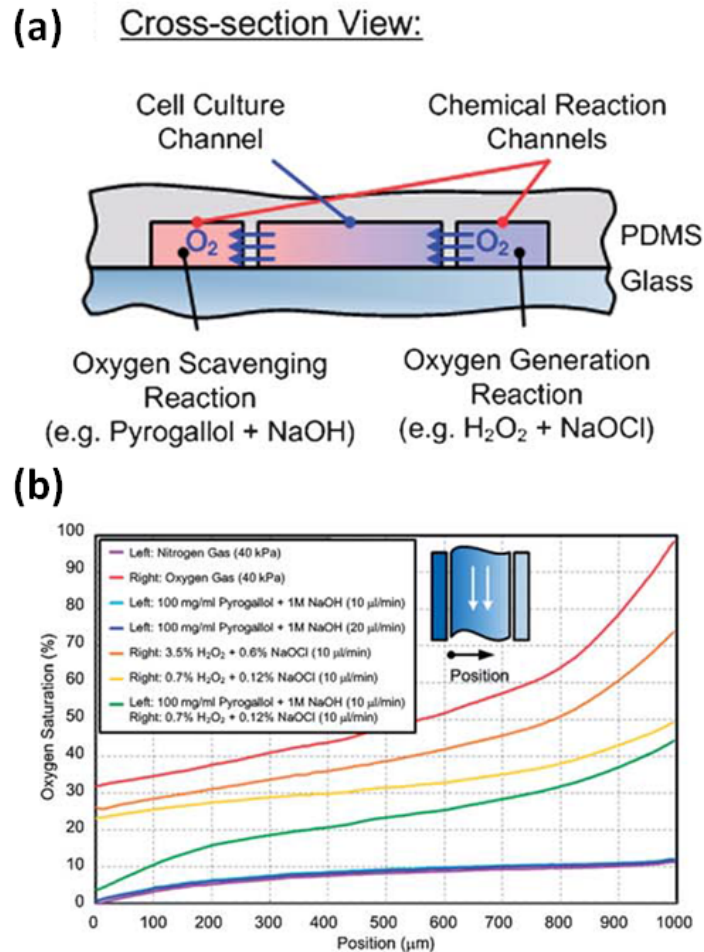 (a) Cross-section View:
Cell Culture
Channel
Chemical Reaction
Channels
O₂
O₂
PDMS
Glass
Oxygen Scavenging
Reaction
(e.g. Pyrogallol + NaOH)
Oxygen Generation
Reaction
(e.g. H₂O₂ + NaOCl)
(b)
Oxygen Saturation (%)
100
90
80
70
60
50
40
30
20
10
0
Left: Nitrogen Gas (40 kPa)
Right: Oxygen Gas (40 kPa)
Left: 100 mg/ml Pyrogallol + 1M NaOH (10 μl/min)
Left: 100 mg/ml Pyrogallol + 1M NaOH (20 μl/min)
Right: 3.5% H₂O₂ + 0.6% NaOCl (10 μl/min)
Right: 0.7% H₂O₂ + 0.12% NaOCl (10 μl/min)
Left: 100 mg/ml Pyrogallol + 1M NaOH (10 μl/min)
Right: 0.7% H₂O₂ + 0.12% NaOCl (10 μl/min)
Position
0 100 200 300 400 500 600 700 800 900 1000
Position (μm)